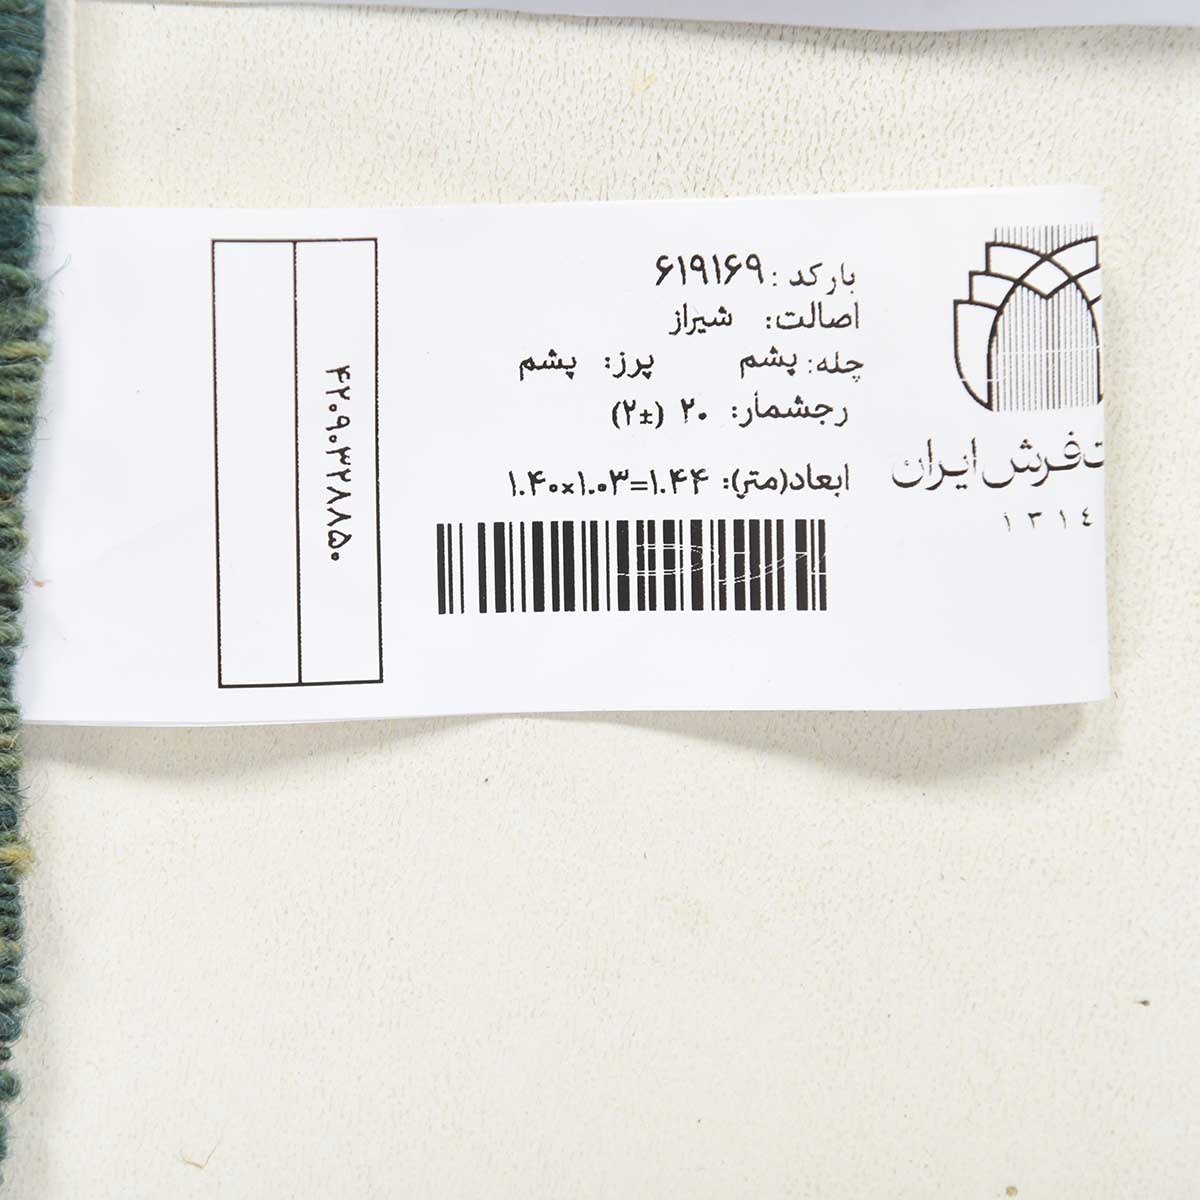 بارکد: ۶۱۹۱۶۹
اصالت: شیراز
چله: پشم پرز: پشم
رجشمار: ۲۰ (±۲)
ابعاد(متر): ۱.۴۰×۱.۰۳=۱.۴۴
ت فرش ایران
۱۳۱٤
۴۲۰۹۰۳۲۸۸۵۰